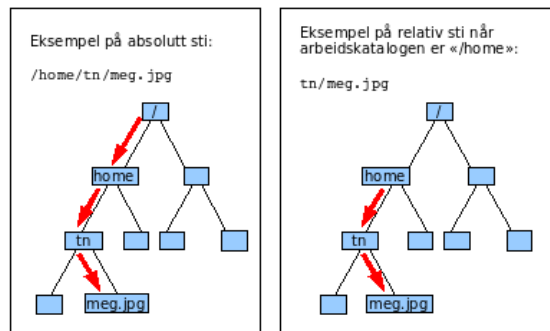 Eksempel på absolutt sti:
/home/tn/meg.jpg
/
home
tn
meg.jpg
Eksempel på relativ sti når
arbeidskatalogen er «/home»:
tn/meg.jpg
/
home
tn
meg.jpg